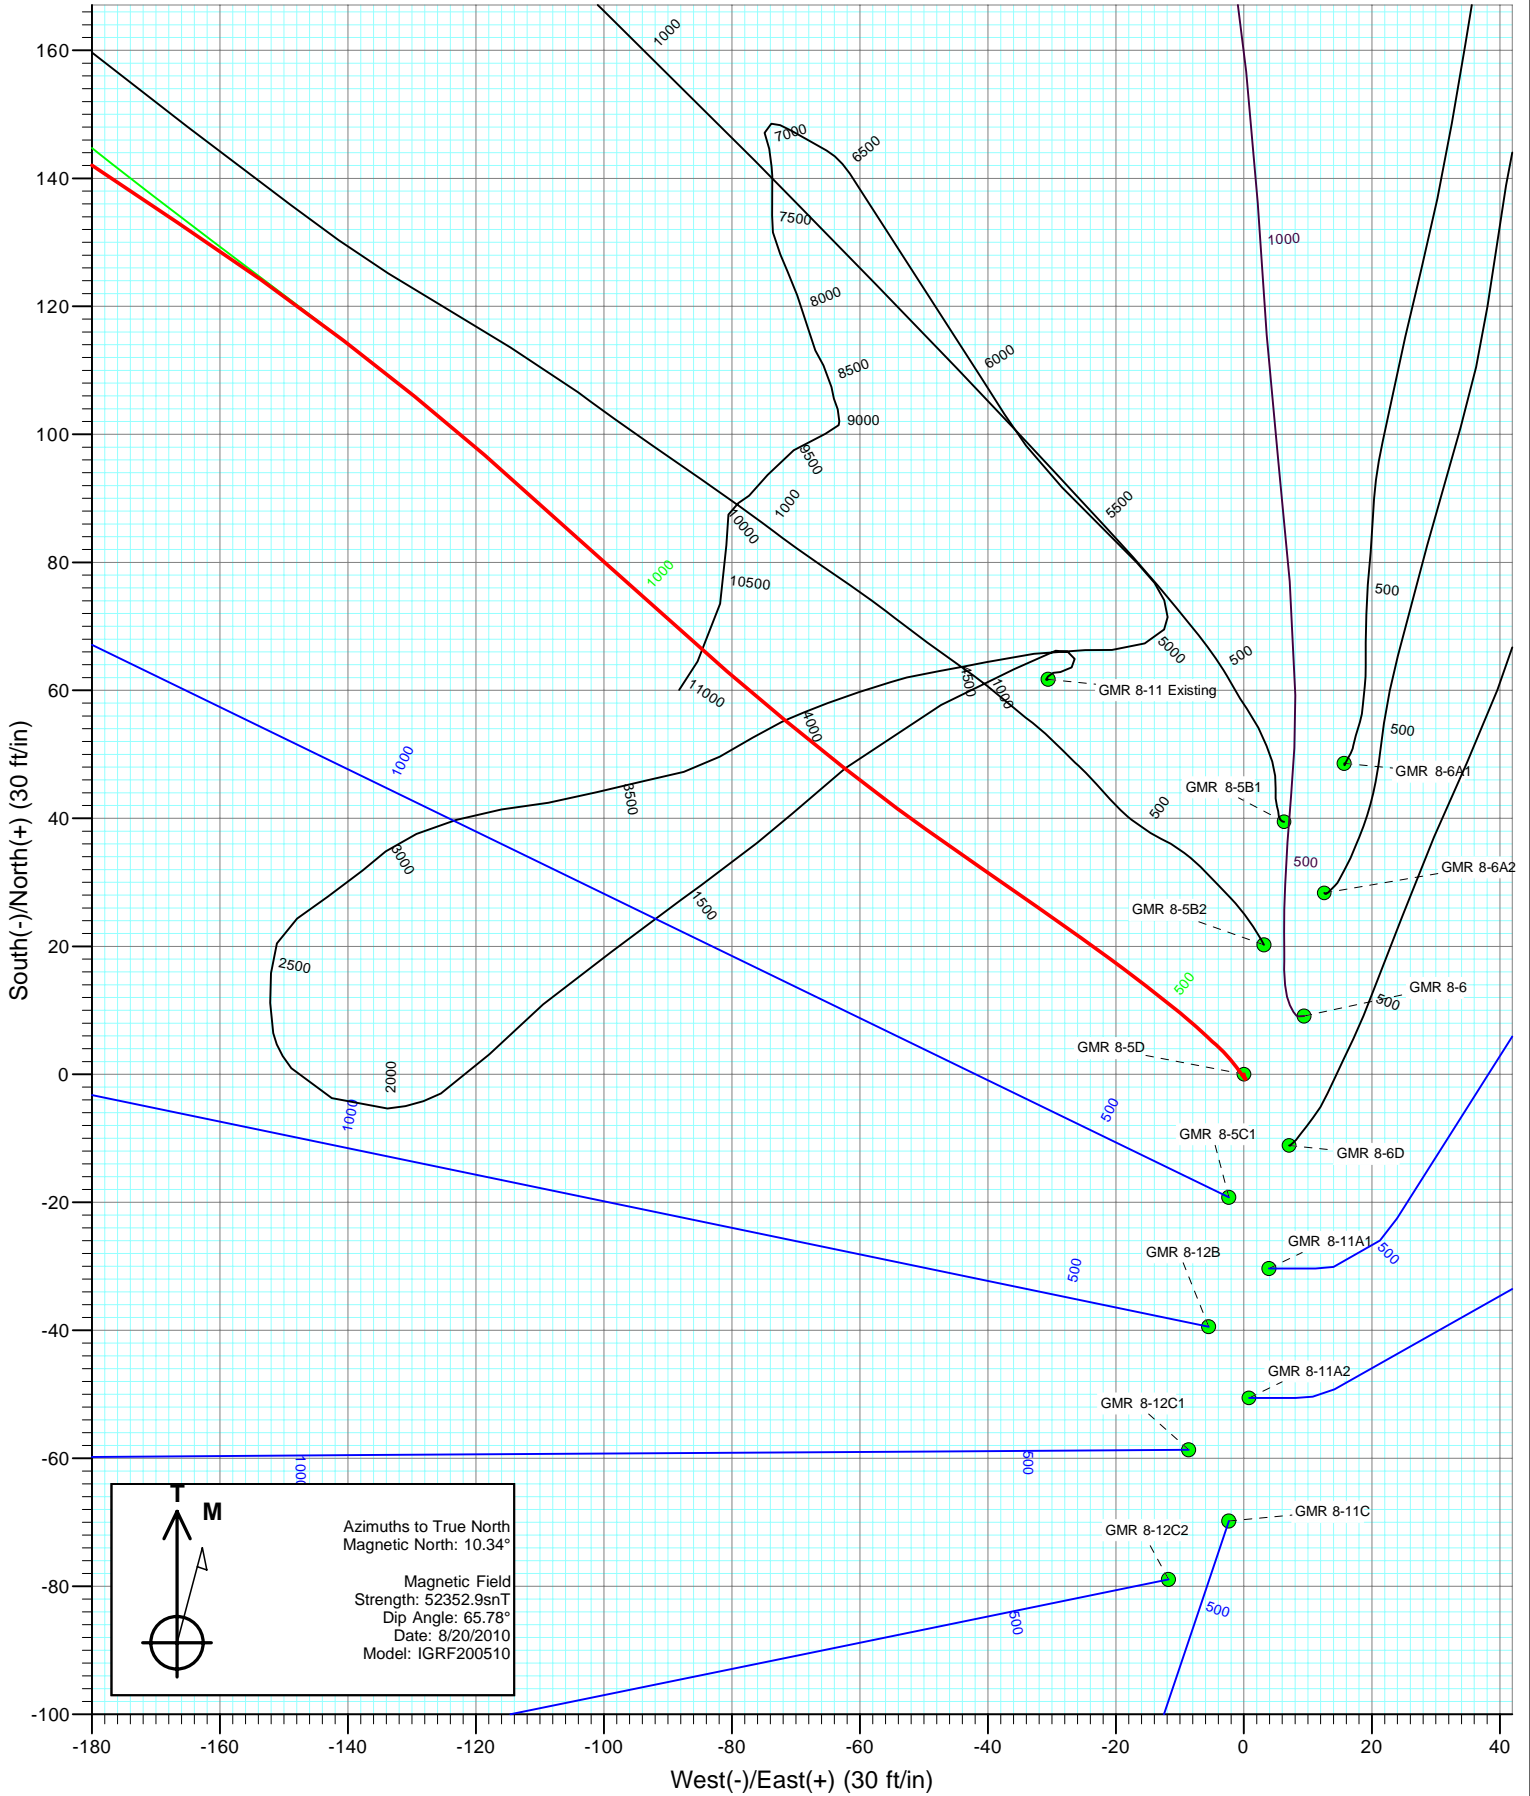 160
140
120
100
80
60
40
20
0
-20
-40
-60
-80
-100
South(-)/North(+) (30 ft/in)
1000
7000
6500
7500
1000
8000
6000
8500
9000
9500
1000
5500
10000
1000
10500
500
5000
500
4500
1000
11000
GMR 8-11 Existing
4000
500
1000
GMR 8-6A1
GMR 8-5B1
3500
500
3000
500
GMR 8-6A2
1500
GMR 8-5B2
2500
500
GMR 8-6
500
GMR 8-5D
2000
1000
500
GMR 8-5C1
GMR 8-6D
GMR 8-11A1
500
GMR 8-12B
500
GMR 8-11A2
GMR 8-12C1
1000
500
GMR 8-11C
GMR 8-12C2
500
500
T
M
Azimuths to True North
Magnetic North: 10.34°
Magnetic Field
Strength: 52352.9snT
Dip Angle: 65.78°
Date: 8/20/2010
Model: IGRF200510
-180 -160 -140 -120 -100 -80 -60 -40 -20 0 20 40
West(-)/East(+) (30 ft/in)